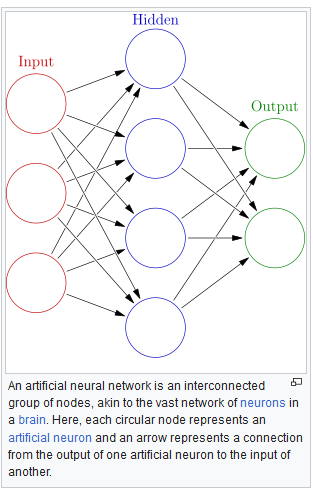 Hidden
Input
Output
An artificial neural network is an interconnected
group of nodes, akin to the vast network of neurons in
a brain. Here, each circular node represents an
artificial neuron and an arrow represents a connection
from the output of one artificial neuron to the input of
another.